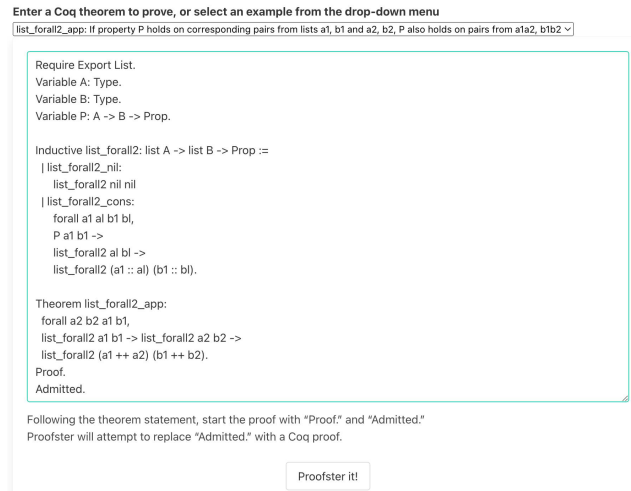 Enter a Coq theorem to prove, or select an example from the drop-down menu
list_forall2_app: If property P holds on corresponding pairs from lists a1, b1 and a2, b2, P also holds on pairs from a1a2, b1b2
Require Export List.
Variable A: Type.
Variable B: Type.
Variable P: A -> B -> Prop.
Inductive list_forall2: list A -> list B -> Prop :=
| list_forall2_nil:
list_forall2 nil nil
| list_forall2_cons:
forall a1 al b1 bl,
P a1 b1 ->
list_forall2 al bl ->
list_forall2 (a1 :: al) (b1 :: bl).
Theorem list_forall2_app:
forall a2 b2 a1 b1,
list_forall2 a1 b1 -> list_forall2 a2 b2 ->
list_forall2 (a1 ++ a2) (b1 ++ b2).
Proof.
Admitted.
Following the theorem statement, start the proof with “Proof.” and “Admitted.”
Proofster will attempt to replace “Admitted.” with a Coq proof.
Proofster it!